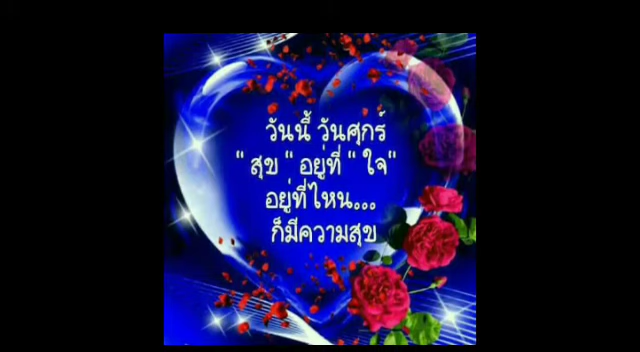 วันนี้ วันศุกร์
" สุข " อยู่ที่ " ใจ"
อยู่ที่ไหน...
ก็มีความสุข